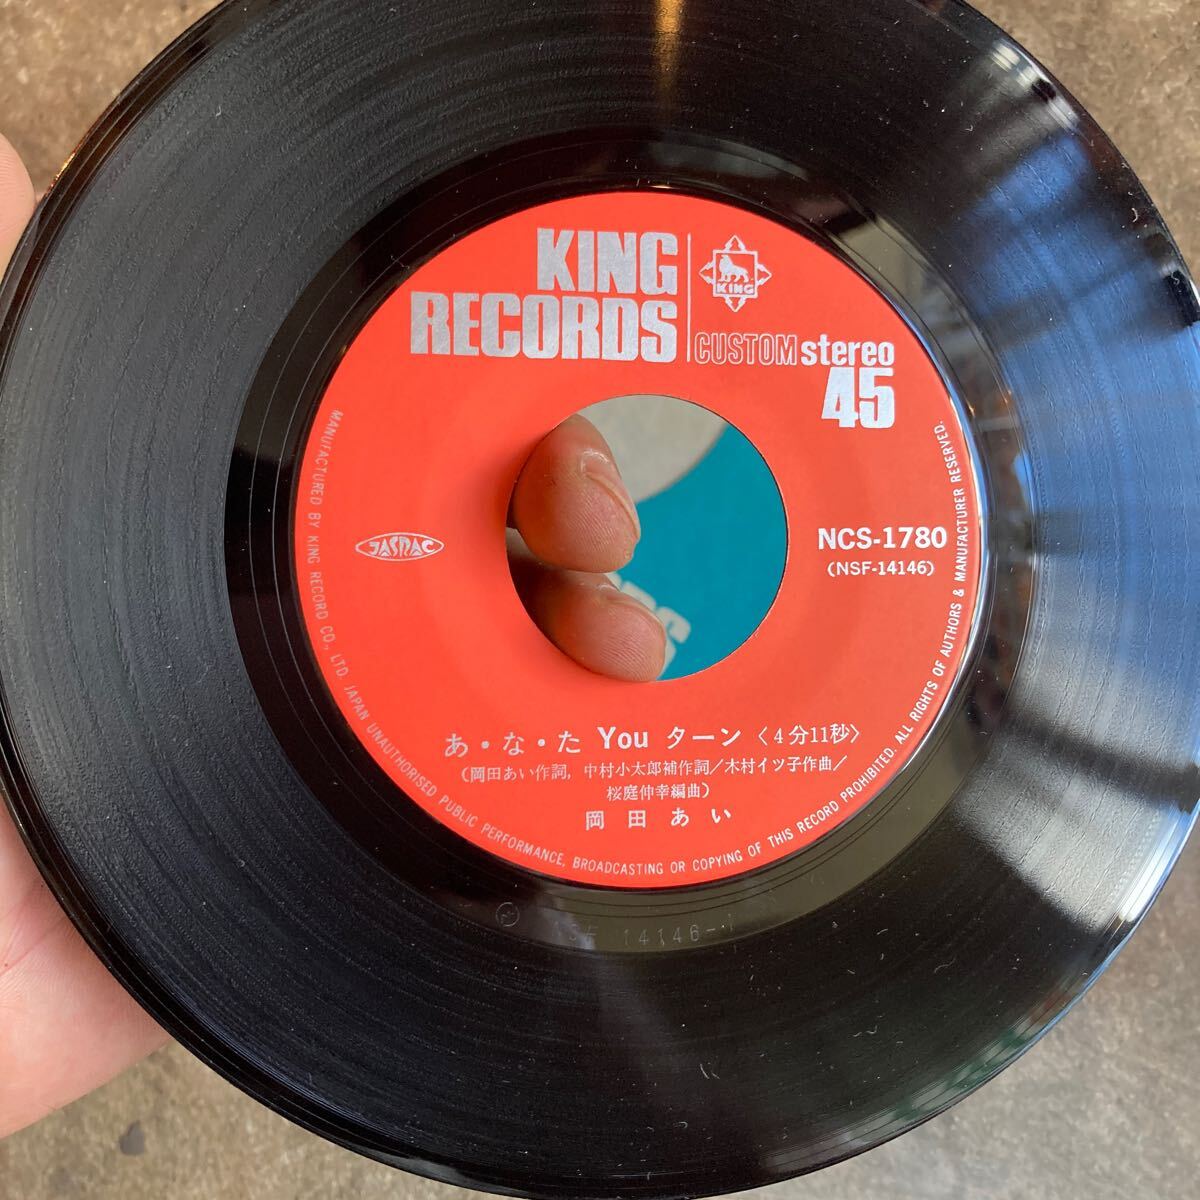 KING
RECORDS
KING
CUSTOM stereo
45
JASRAC
NCS-1780
(NSF-14146)
あ・な・た You ターン 〈4分11秒〉
(岡田あい作詞, 中村小太郎補作詞／木村イツ子作曲／
桜庭伸幸編曲)
岡田あい
MANUFACTURED BY KING RECORD CO., LTD. JAPAN UNAUTHORISED PUBLIC PERFORMANCE, BROADCASTING OR COPYING OF THIS RECORD PROHIBITED. ALL RIGHTS OF AUTHORS & MANUFACTURER RESERVED.
14146-